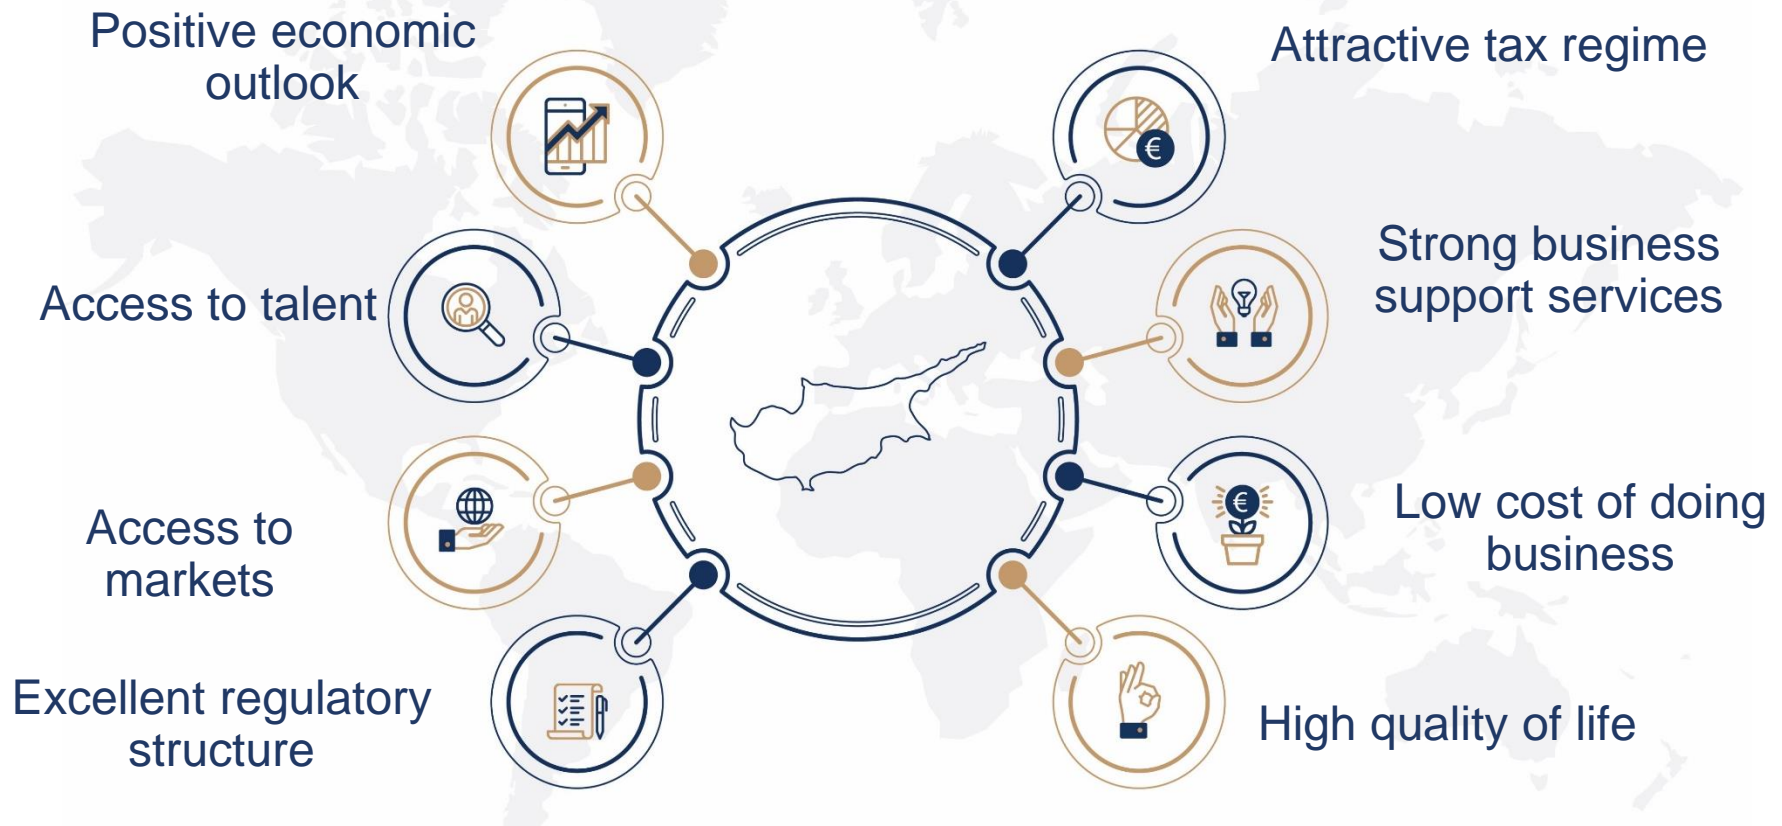 Positive economic
outlook
Attractive tax regime
€
Access to talent
Strong business
support services
Access to
markets
€
Low cost of doing
business
Excellent regulatory
structure
High quality of life